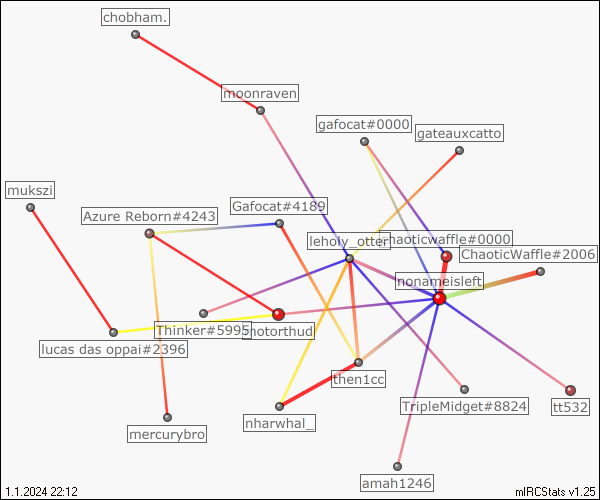 chobham.
moonraven
gafocat#0000
gateauxcatto
mukszi
Gafocat#4189
Azure Reborn#4243
leholy_otter
chaoticwaffle#0000
ChaoticWaffle#2006
nonameisleft
Thinker#5995
notorthud
lucas das oppai#2396
then1cc
TripleMidget#8824
tt532
nharwhal_
mercurybro
amah1246
1.1.2024 22:12
mIRCStats v1.25